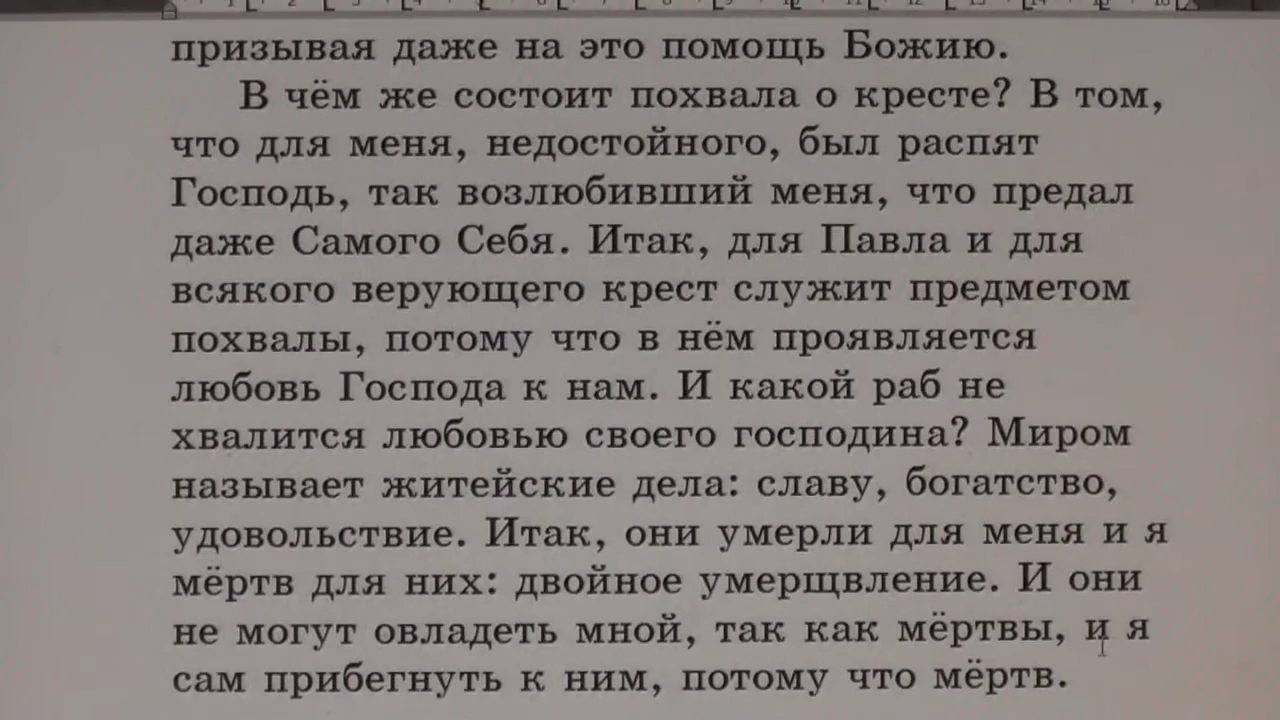 призывая даже на это помощь Божию.
В чём же состоит похвала о кресте? В том,
что для меня, недостойного, был распят
Господь, так возлюбивший меня, что предал
даже Самого Себя. Итак, для Павла и для
всякого верующего крест служит предметом
похвалы, потому что в нём проявляется
любовь Господа к нам. И какой раб не
хвалится любовью своего господина? Миром
называет житейские дела: славу, богатство,
удовольствие. Итак, они умерли для меня и я
мёртв для них: двойное умерщвление. И они
не могут овладеть мной, так как мёртвы, и я
сам прибегнуть к ним, потому что мёртв.